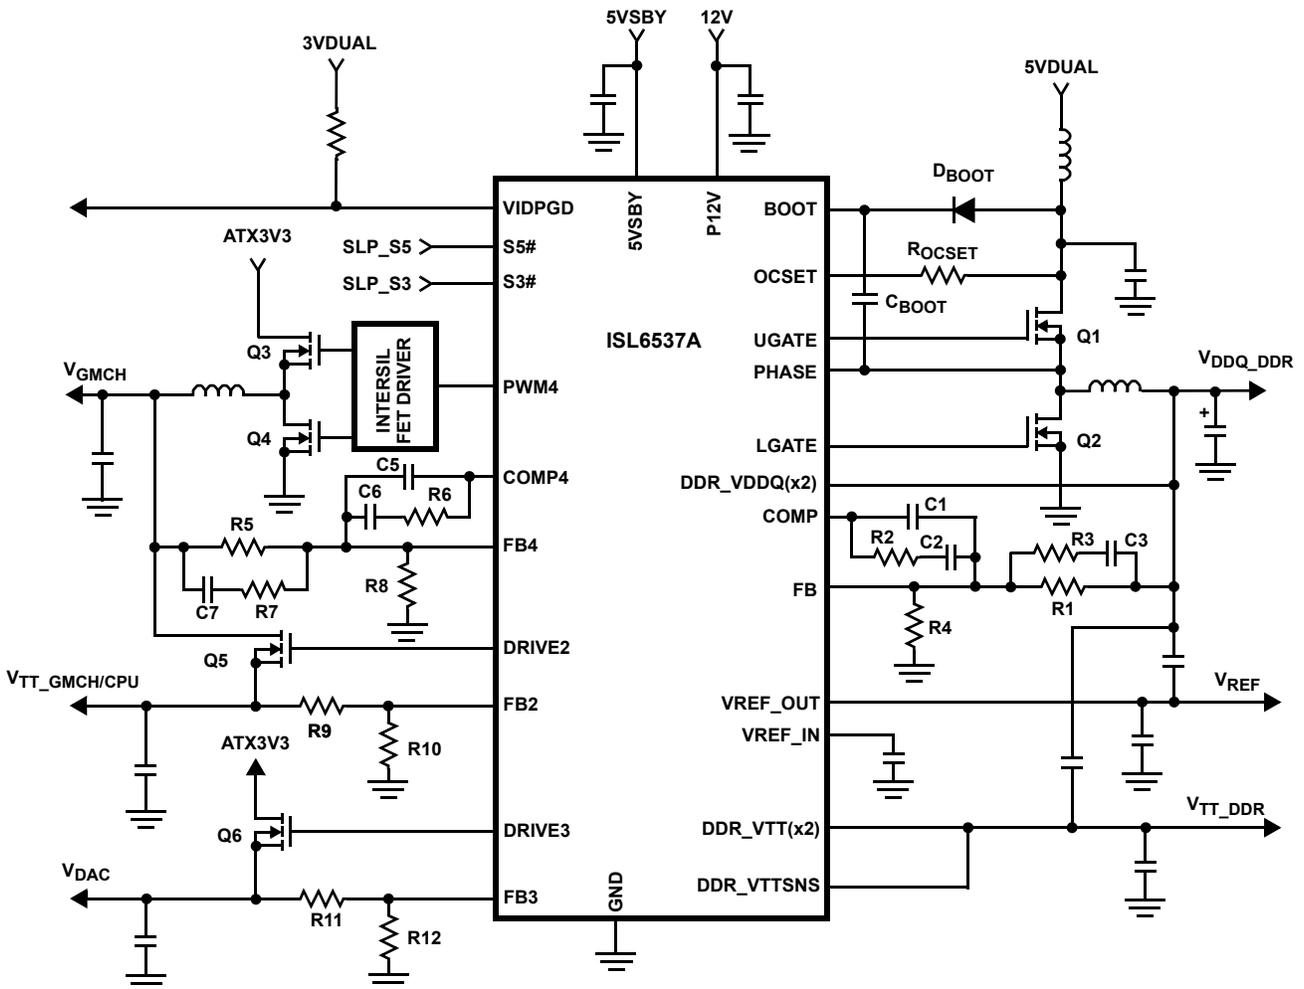 5VSBY
12V
3VDUAL
5VDUAL
DBOOT
VIDPGD
5VSBY
P12V
BOOT
ATX3V3
SLP_S5
S5#
ROCSET
SLP_S3
S3#
OCSET
CBOOT
Q3
INTERSIL
FET DRIVER
ISL6537A
UGATE
Q1
VGMCH
PWM4
PHASE
VDDQ_DDR
+
Q4
LGATE
Q2
C5
COMP4
DDR_VDDQ(x2)
C6
R6
COMP
C1
R5
FB4
R2
C2
R3
C3
R8
FB
C7
R7
R1
R4
Q5
DRIVE2
VTT_GMCH/CPU
FB2
VREF_OUT
VREF
R9
R10
VREF_IN
ATX3V3
Q6
DRIVE3
DDR_VTT(x2)
VTT_DDR
VDAC
FB3
GND
DDR_VTTSNS
R11
R12